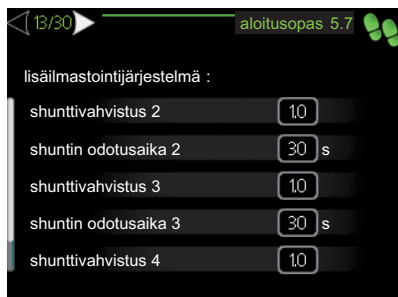 13/30
aloitusopas 5.7
lisäilmastointijärjestelmä :
shunttivahvistus 2 1.0
shuntin odotusaika 2 30 s
shunttivahvistus 3 1.0
shuntin odotusaika 3 30 s
shunttivahvistus 4 1.0